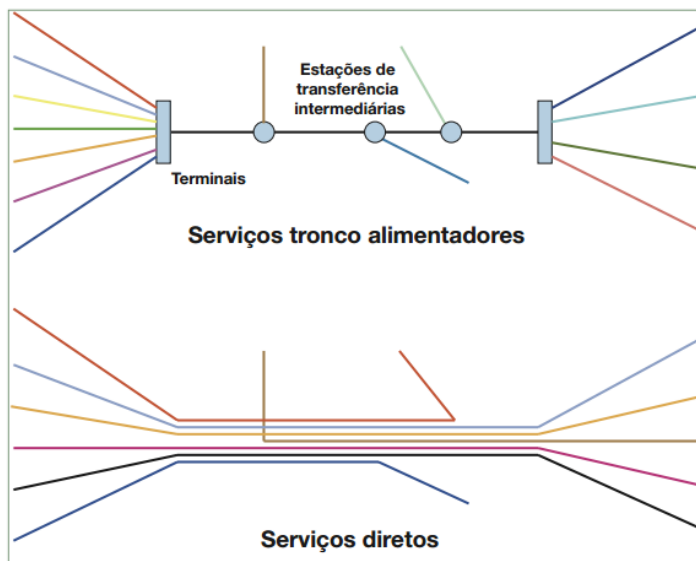 Estações de
transferência
intermediárias
Terminais
Serviços tronco alimentadores
Serviços diretos